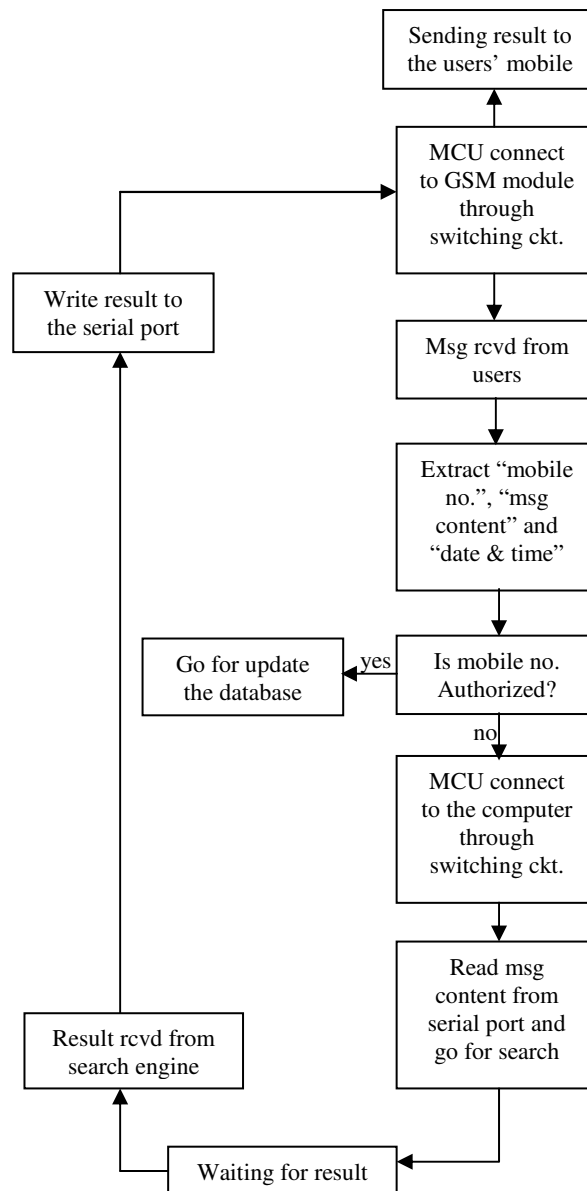 Sending result to
the users’ mobile
MCU connect
to GSM module
through
switching ckt.
Write result to
the serial port
Msg rcvd from
users
Extract “mobile
no.”, “msg
content” and
“date & time”
Go for update
the database
yes
Is mobile no.
Authorized?
no
MCU connect
to the computer
through
switching ckt.
Read msg
content from
serial port and
go for search
Result rcvd from
search engine
Waiting for result